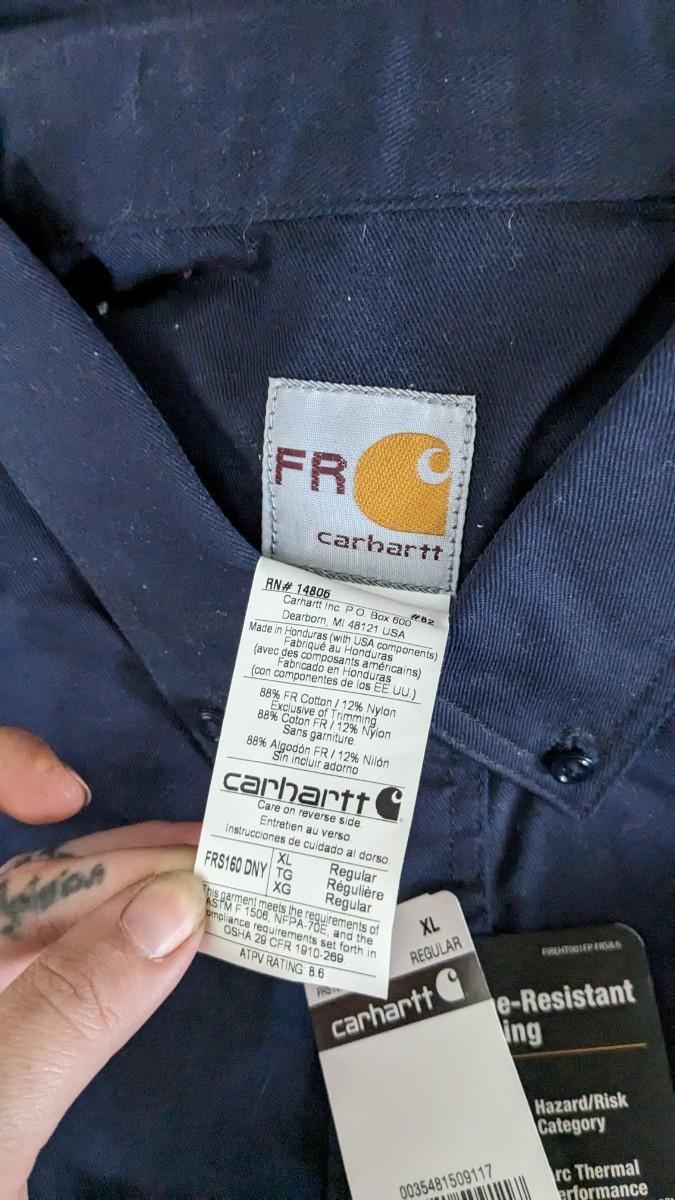 FR
carhartt
RN# 14806
#82
Carhartt Inc. P.O. Box 600
Dearborn, MI 48121 USA
Made in Honduras (with USA components)
Fabriqué au Honduras
(avec des composants américains)
Fabricado en Honduras
(con componentes de los EE.UU.)
88% FR Cotton / 12% Nylon
Exclusive of Trimming
88% Coton FR / 12% Nylon
Sans garniture.
88% Algodón FR / 12% Nilón
Sin incluir adorno
carhartt
Care on reverse side.
Entretien au verso.
Instrucciones de cuidado al dorso
FRS160 DNY
XL Regular
TG Régulière
XG Regular
This garment meets the requirements of
ASTM F 1506, NFPA-70E, and the
compliance requirements set forth in
OSHA 29 CFR 1910-269
ATPV RATING: 8.6
XL
REGULAR
carhartt
0035481509117
e-Resistant
ing
Hazard/Risk
Category
rc Thermal
erformance